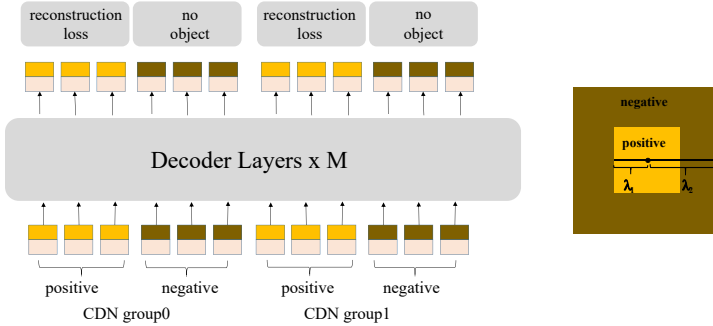 reconstruction
loss
no
object
reconstruction
loss
no
object
Decoder Layers x M
positive
negative
positive
negative
CDN group0
CDN group1
negative
positive
λ1
λ2